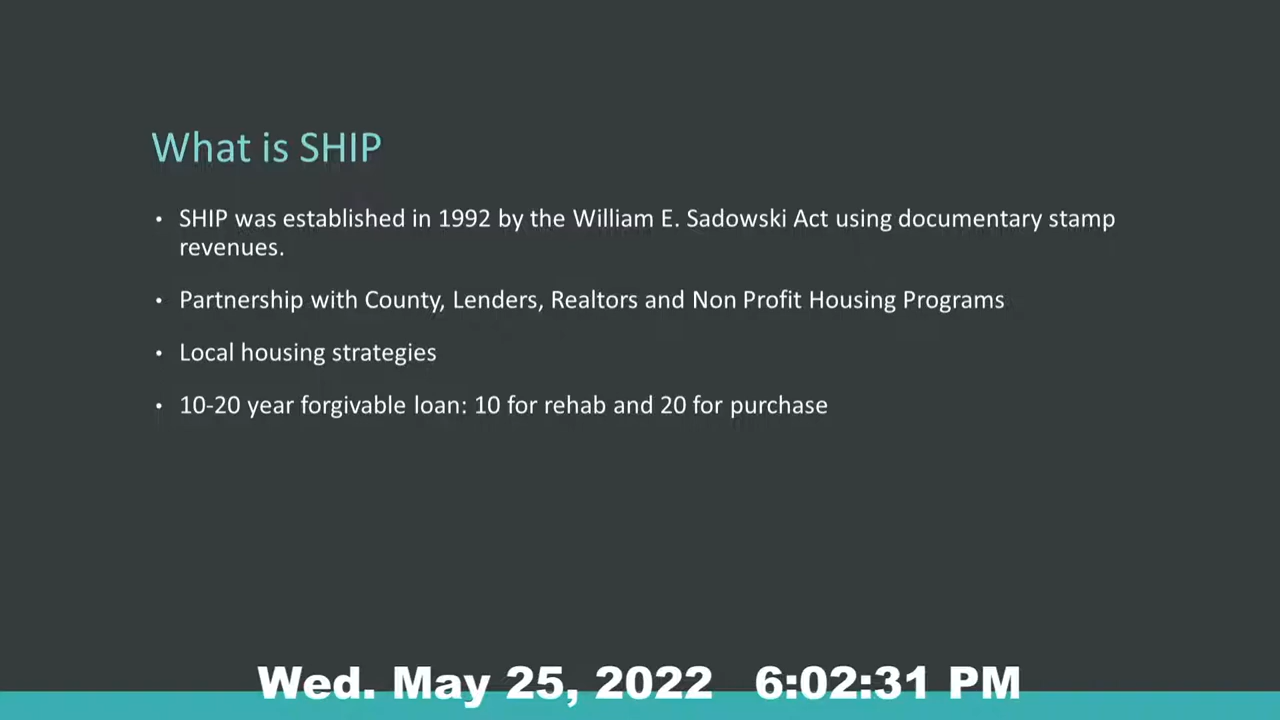 What is SHIP
• SHIP was established in 1992 by the William E. Sadowski Act using documentary stamp
revenues.
• Partnership with County, Lenders, Realtors and Non Profit Housing Programs
• Local housing strategies
• 10-20 year forgivable loan: 10 for rehab and 20 for purchase
Wed. May 25, 2022 6:02:31 PM